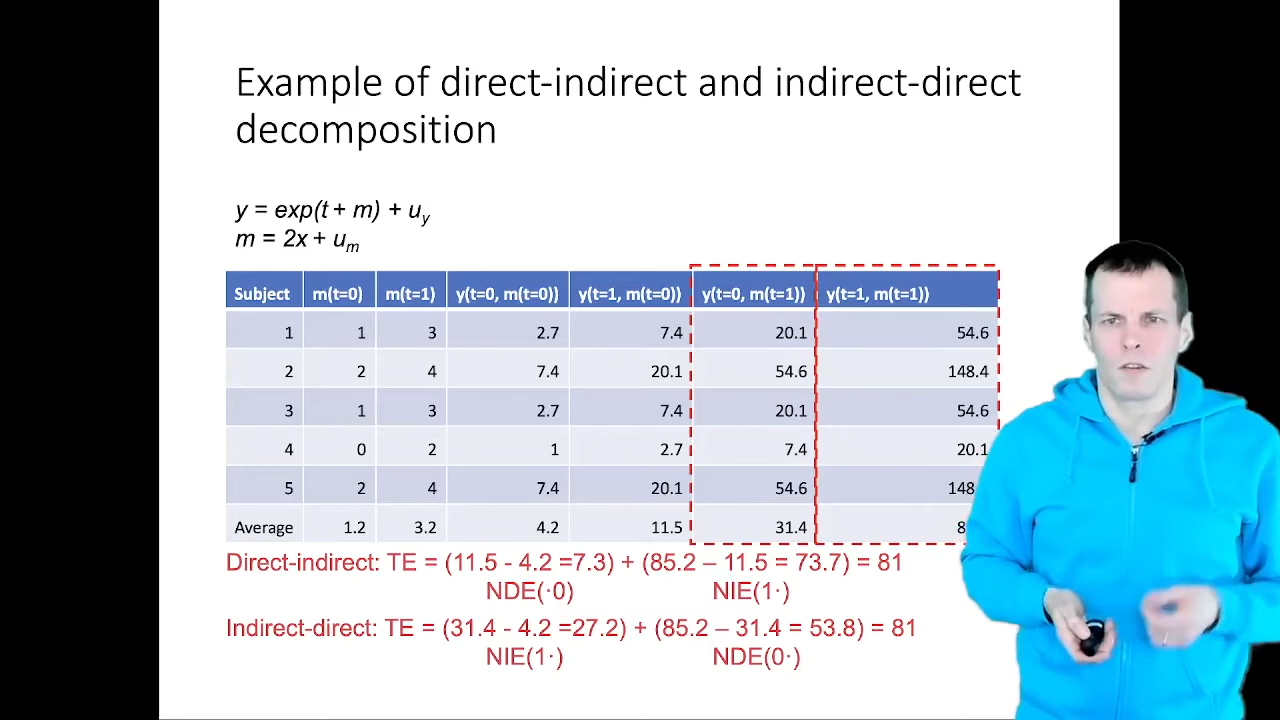 Example of direct-indirect and indirect-direct
decomposition
y = exp(t + m) + u_y
m = 2x + u_m
Subject m(t=0) m(t=1) y(t=0, m(t=0)) y(t=1, m(t=0)) y(t=0, m(t=1)) y(t=1, m(t=1))
1 1 3 2.7 7.4 20.1 54.6
2 2 4 7.4 20.1 54.6 148.4
3 1 3 2.7 7.4 20.1 54.6
4 0 2 1 2.7 7.4 20.1
5 2 4 7.4 20.1 54.6 148
Average 1.2 3.2 4.2 11.5 31.4 8
Direct-indirect: TE = (11.5 - 4.2 =7.3) + (85.2 – 11.5 = 73.7) = 81
NDE(·0) NIE(1·)
Indirect-direct: TE = (31.4 - 4.2 =27.2) + (85.2 – 31.4 = 53.8) = 81
NIE(1·) NDE(0·)